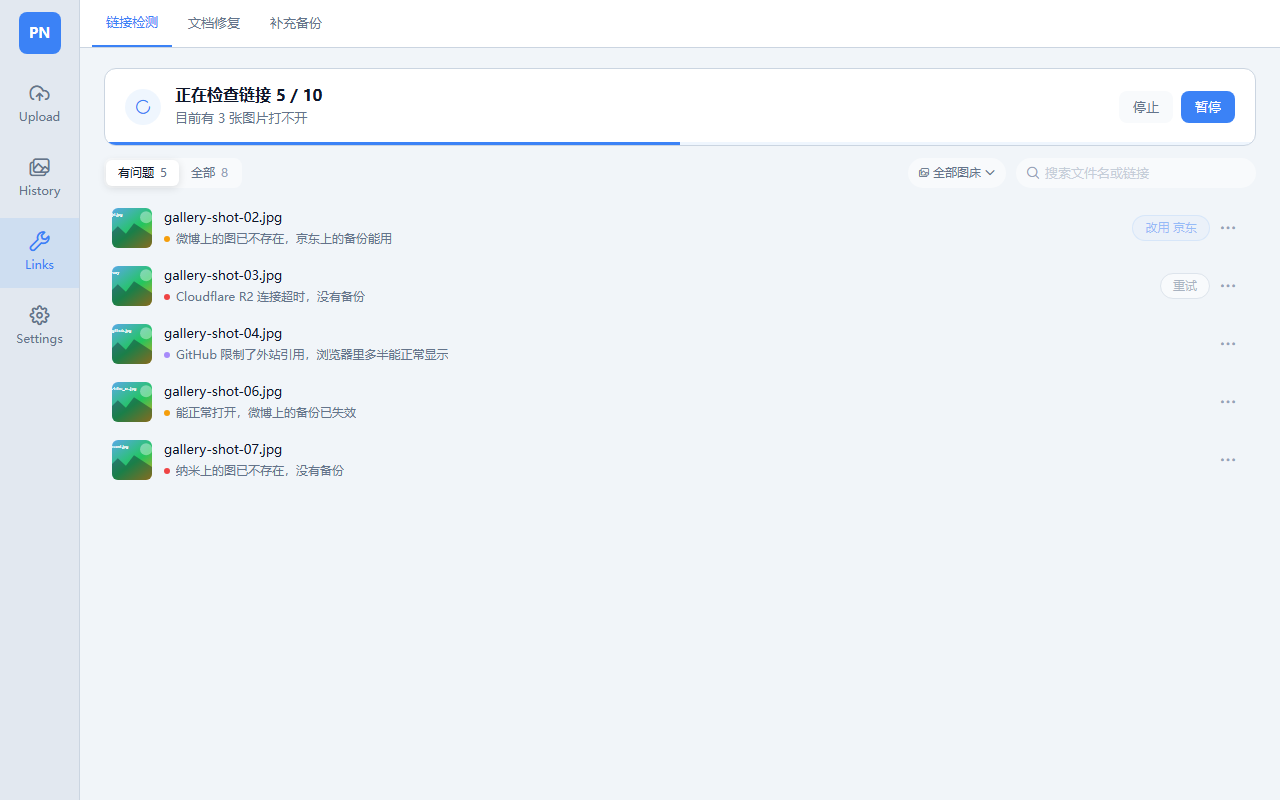 PN
Upload
History
Links
Settings
链接检测
文档修复
补充备份
正在检查链接 5 / 10
目前有 3 张图片打不开
停止
暂停
有问题 5
全部 8
全部图床
搜索文件名或链接
gallery-shot-02.jpg
微博上的图已不存在，京东上的备份能用
改用 京东
gallery-shot-03.jpg
Cloudflare R2 连接超时，没有备份
重试
gallery-shot-04.jpg
GitHub 限制了外站引用，浏览器里多半能正常显示
gallery-shot-06.jpg
能正常打开，微博上的备份已失效
gallery-shot-07.jpg
纳米上的图已不存在，没有备份